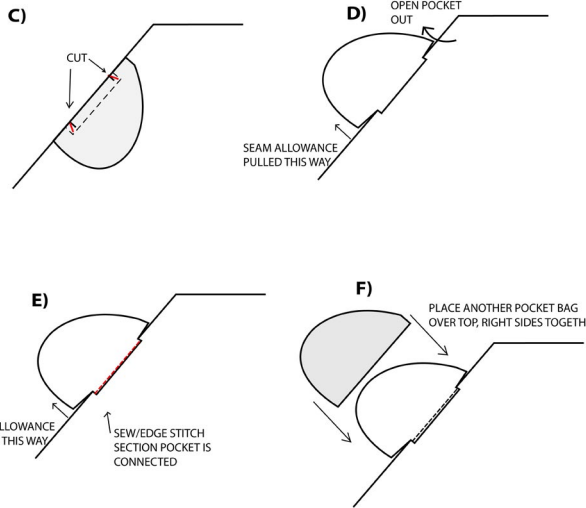 C)
CUT
D)
OPEN POCKET
OUT
SEAM ALLOWANCE
PULLED THIS WAY
E)
ALLOWANCE
THIS WAY
SEW/EDGE STITCH
SECTION POCKET IS
CONNECTED
F)
PLACE ANOTHER POCKET BAG
OVER TOP, RIGHT SIDES TOGETH